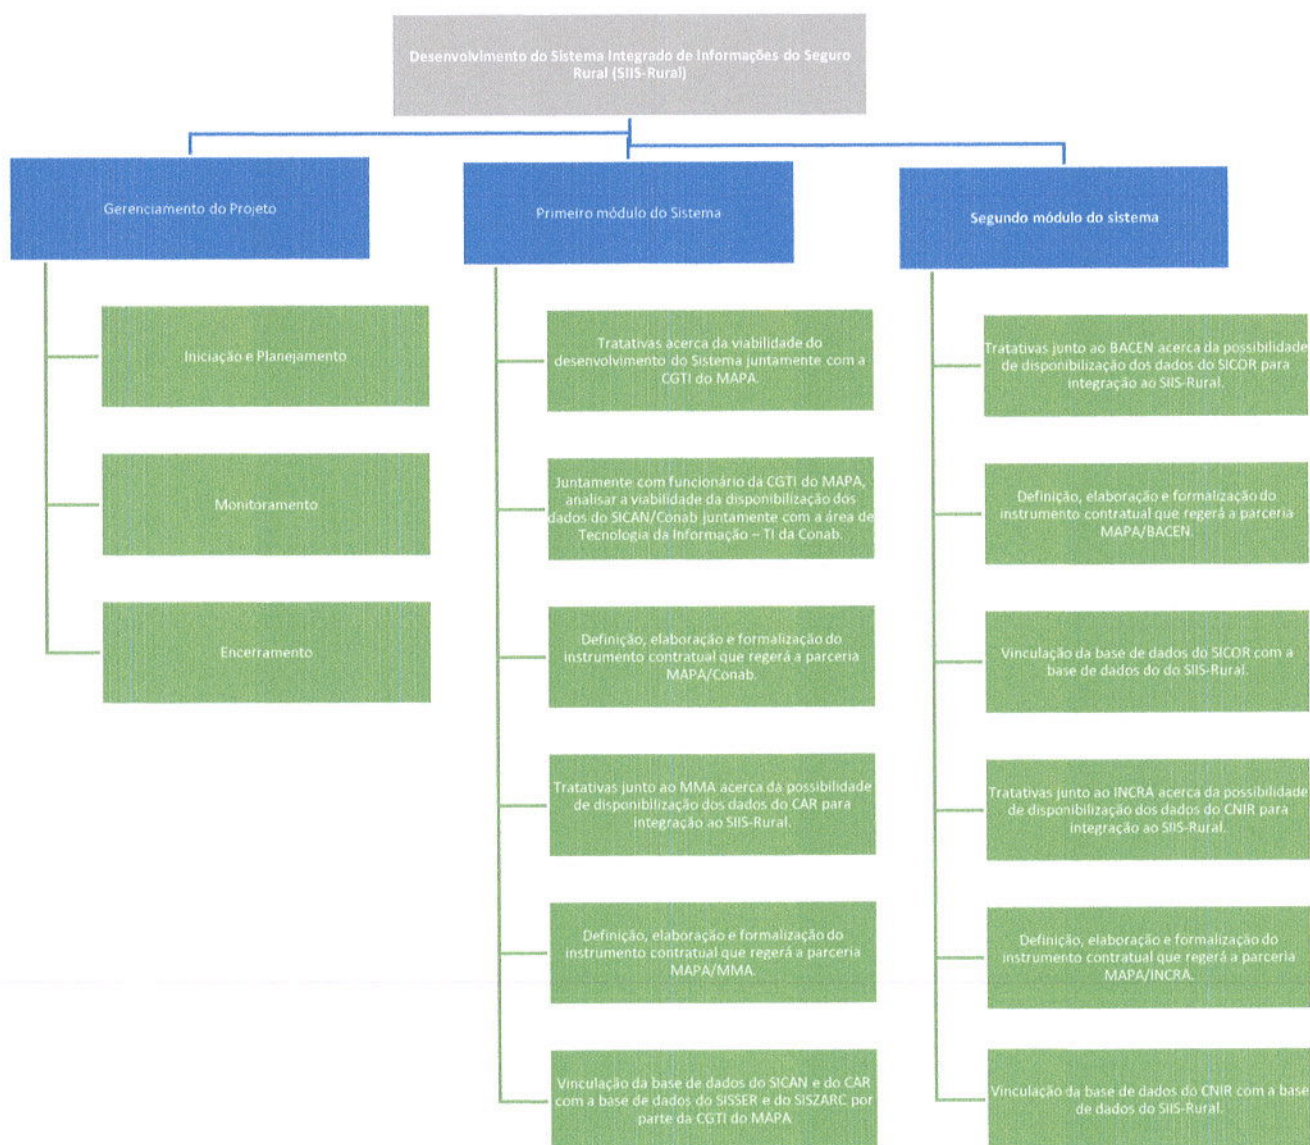 Desenvolvimento do Sistema Integrado de Informações do Seguro
Rural (SIIS-Rural)
Gerenciamento do Projeto
Iniciação e Planejamento
Monitoramento
Encerramento
Primeiro módulo do Sistema
Tratativas acerca da viabilidade do
desenvolvimento do Sistema juntamente com a
CGTI do MAPA.
Juntamente com funcionário da CGTI do MAPA,
analisar a viabilidade da disponibilização dos
dados do SICAN/Conab juntamente com a área de
Tecnologia da Informação – TI da Conab.
Definição, elaboração e formalização do
instrumento contratual que regerá a parceria
MAPA/Conab.
Tratativas junto ao MMA acerca da possibilidade
de disponibilização dos dados do CAR para
integração ao SIIS-Rural.
Definição, elaboração e formalização do
instrumento contratual que regerá a parceria
MAPA/MMA.
Vinculação da base de dados do SICAN e do CAR
com a base de dados do SISSER e do SISZARC por
parte da CGTI do MAPA
Segundo módulo do sistema
Tratativas junto ao BACEN acerca da possibilidade
de disponibilização dos dados do SICOR para
integração ao SIIS-Rural.
Definição, elaboração e formalização do
instrumento contratual que regerá a parceria
MAPA/BACEN.
Vinculação da base de dados do SICOR com a
base de dados do do SIIS-Rural.
Tratativas junto ao INCRA acerca da possibilidade
de disponibilização dos dados do CNIR para
integração ao SIIS-Rural.
Definição, elaboração e formalização do
instrumento contratual que regerá a parceria
MAPA/INCRA.
Vinculação da base de dados do CNIR com a base
de dados do SIIS-Rural.